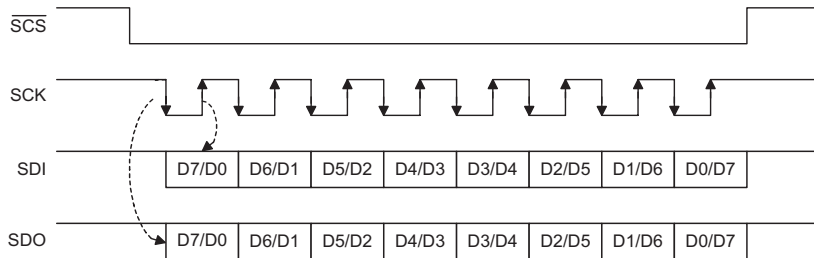 SCS
SCK
SDI D7/D0 D6/D1 D5/D2 D4/D3 D3/D4 D2/D5 D1/D6 D0/D7
SDO D7/D0 D6/D1 D5/D2 D4/D3 D3/D4 D2/D5 D1/D6 D0/D7